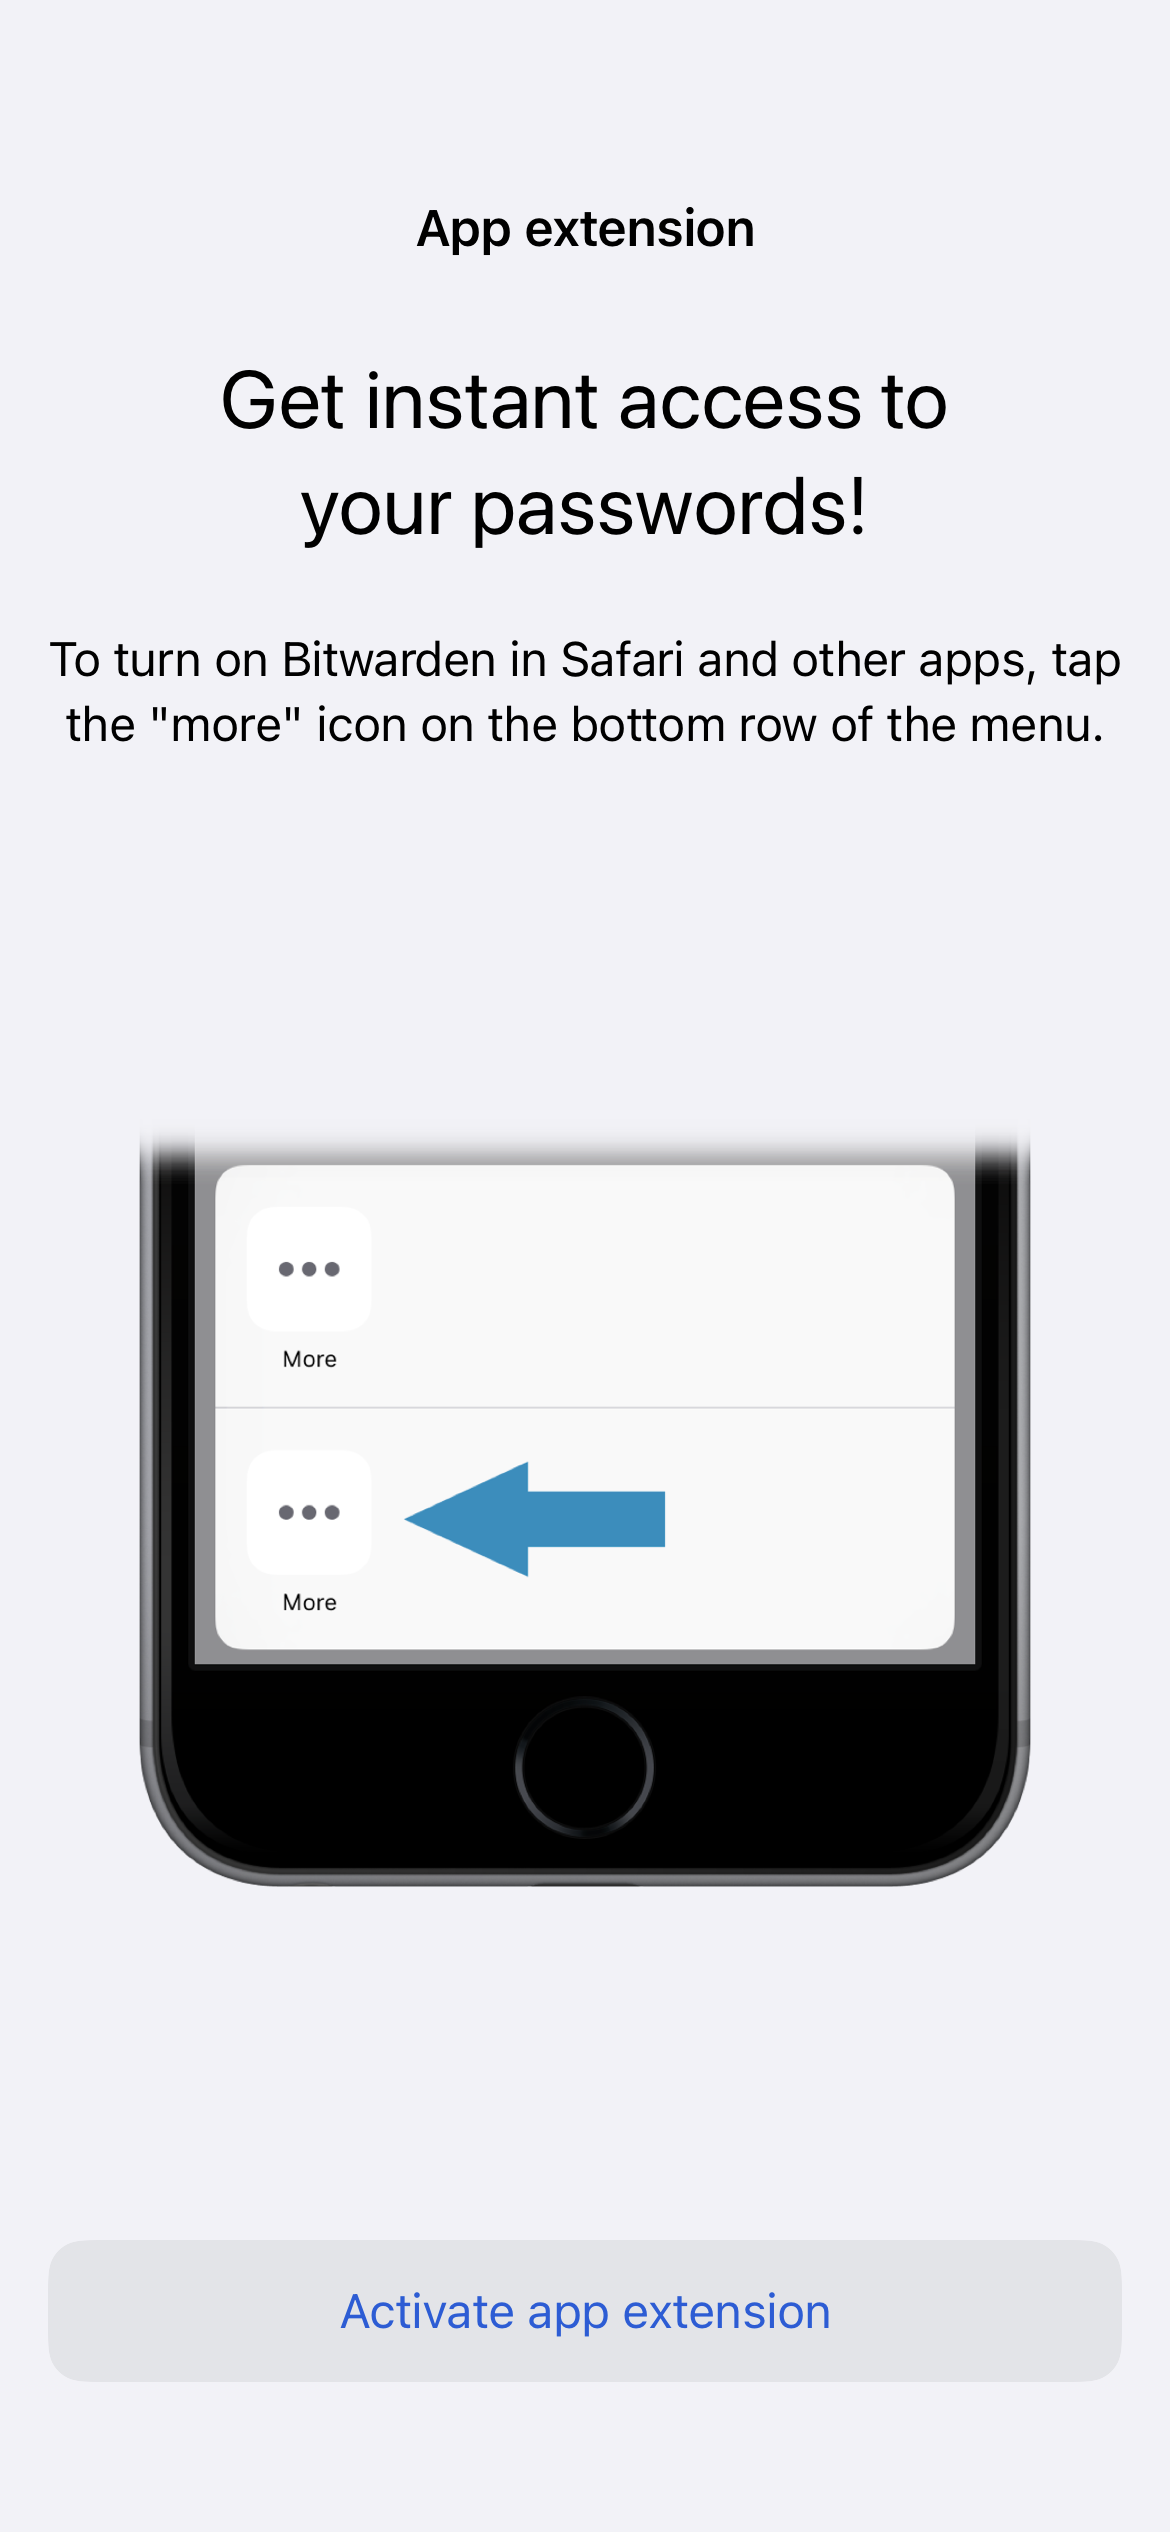 App extension
Get instant access to
your passwords!
To turn on Bitwarden in Safari and other apps, tap
the "more" icon on the bottom row of the menu.
More
More
Activate app extension